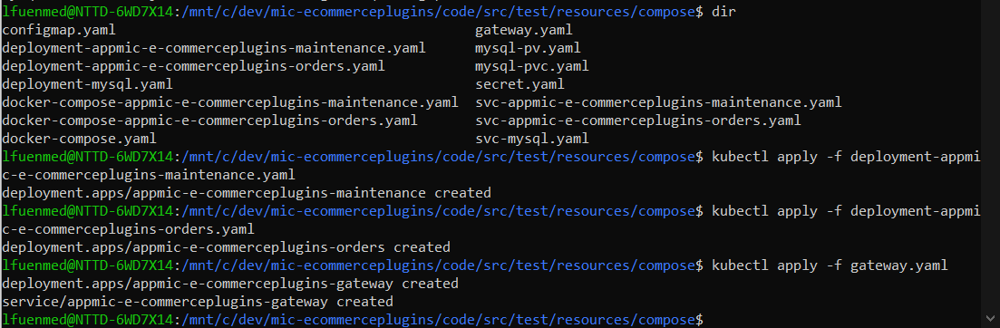 lfuenmed@NTTD-6WD7X14:/mnt/c/dev/mic-ecommerceplugins/code/src/test/resources/compose$ dir
configmap.yaml gateway.yaml
deployment-appmic-e-commerceplugins-maintenance.yaml mysql-pv.yaml
deployment-appmic-e-commerceplugins-orders.yaml mysql-pvc.yaml
deployment-mysql.yaml secret.yaml
docker-compose-appmic-e-commerceplugins-maintenance.yaml svc-appmic-e-commerceplugins-maintenance.yaml
docker-compose-appmic-e-commerceplugins-orders.yaml svc-appmic-e-commerceplugins-orders.yaml
docker-compose.yaml svc-mysql.yaml
lfuenmed@NTTD-6WD7X14:/mnt/c/dev/mic-ecommerceplugins/code/src/test/resources/compose$ kubectl apply -f deployment-appmi
c-e-commerceplugins-maintenance.yaml
deployment.apps/appmic-e-commerceplugins-maintenance created
lfuenmed@NTTD-6WD7X14:/mnt/c/dev/mic-ecommerceplugins/code/src/test/resources/compose$ kubectl apply -f deployment-appmi
c-e-commerceplugins-orders.yaml
deployment.apps/appmic-e-commerceplugins-orders created
lfuenmed@NTTD-6WD7X14:/mnt/c/dev/mic-ecommerceplugins/code/src/test/resources/compose$ kubectl apply -f gateway.yaml
deployment.apps/appmic-e-commerceplugins-gateway created
service/appmic-e-commerceplugins-gateway created
lfuenmed@NTTD-6WD7X14:/mnt/c/dev/mic-ecommerceplugins/code/src/test/resources/compose$